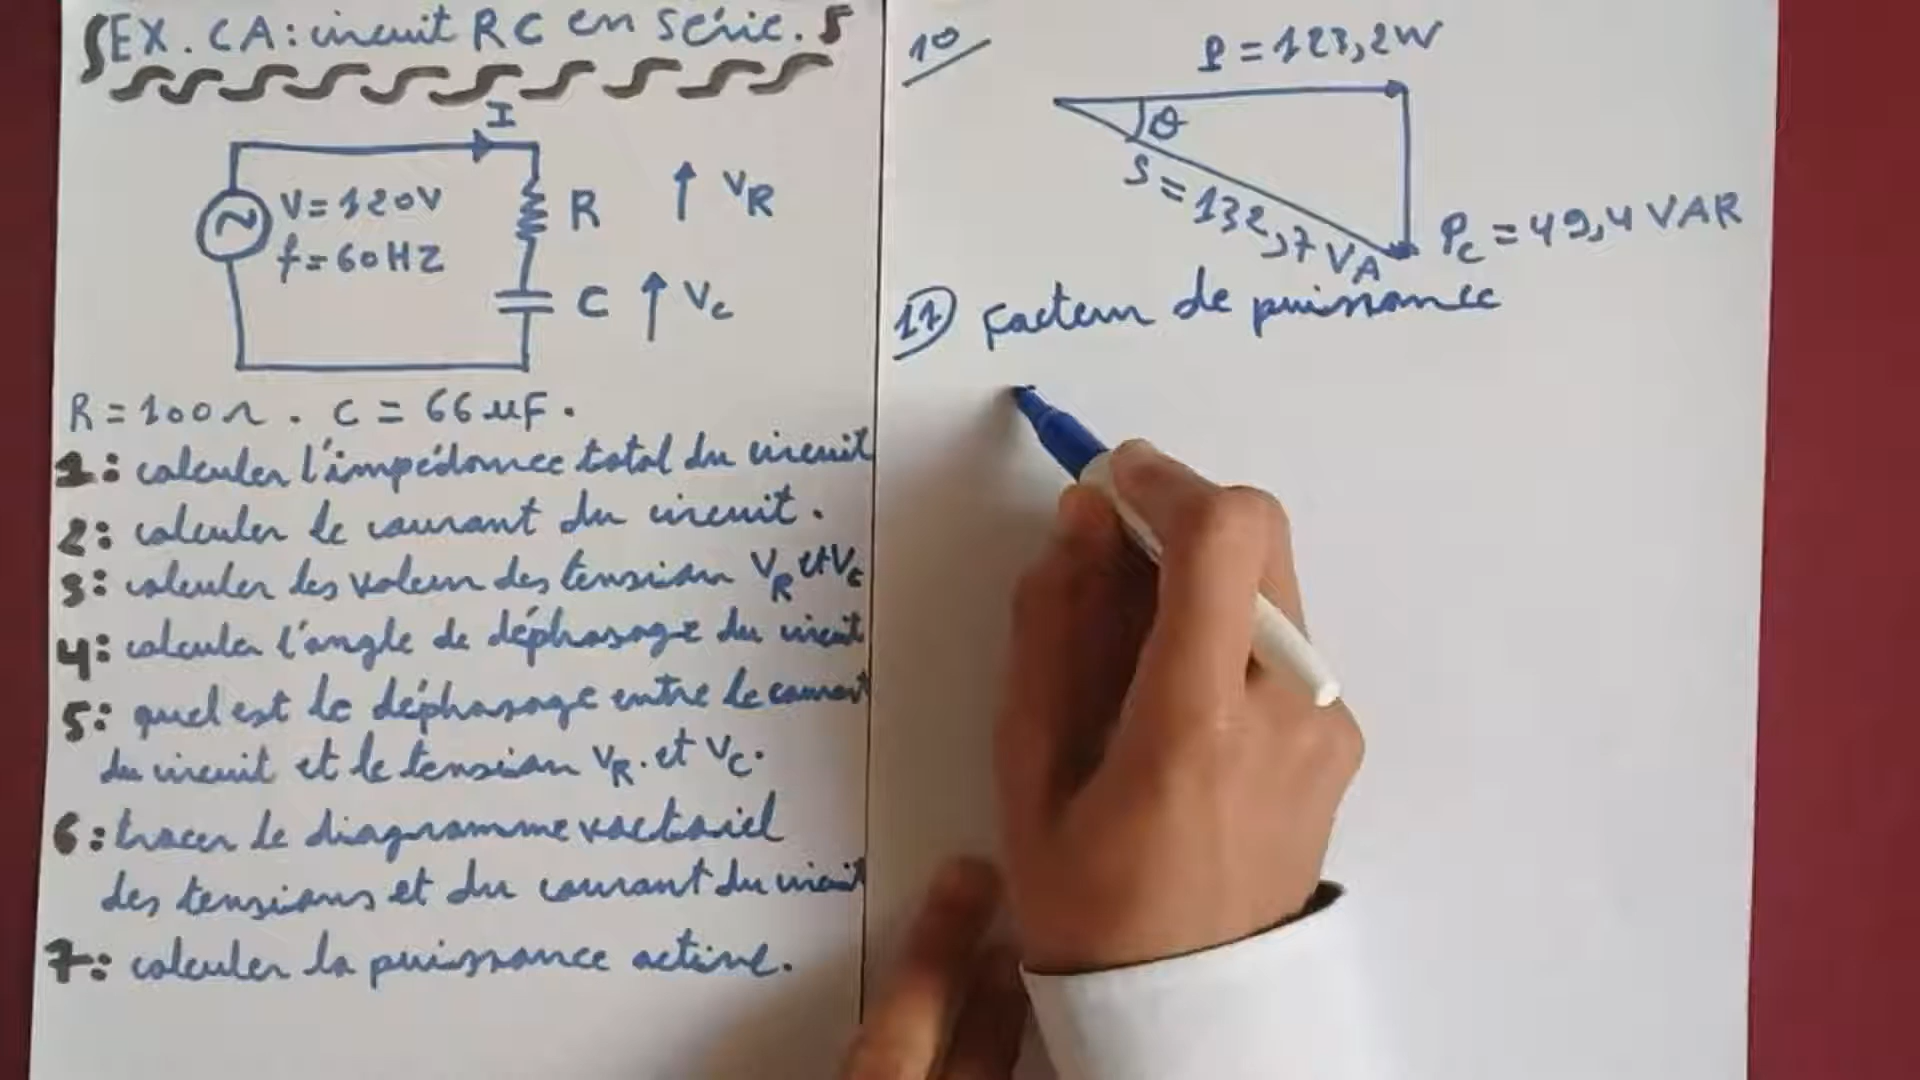 EX. CA: circuit RC en série.
I
V=120V
f=60HZ
R
VR
C
Vc
R=100Ω. C=66µF.
1: calculer l'impédance total du circuit
2: calculer le courant du circuit.
3: calculer les valeur des tension VR et Vc
4: calculer l'angle de déphasage du circuit
5: quel est le déphasage entre le courant
du circuit et le tension VR. et VC.
6: tracer le diagramme vectoriel
des tensions et du courant du circuit
7: calculer la puissance active.
10
P=123,2W
θ
S=132,7VA
Pc=49,4VAR
11) facteur de puissance